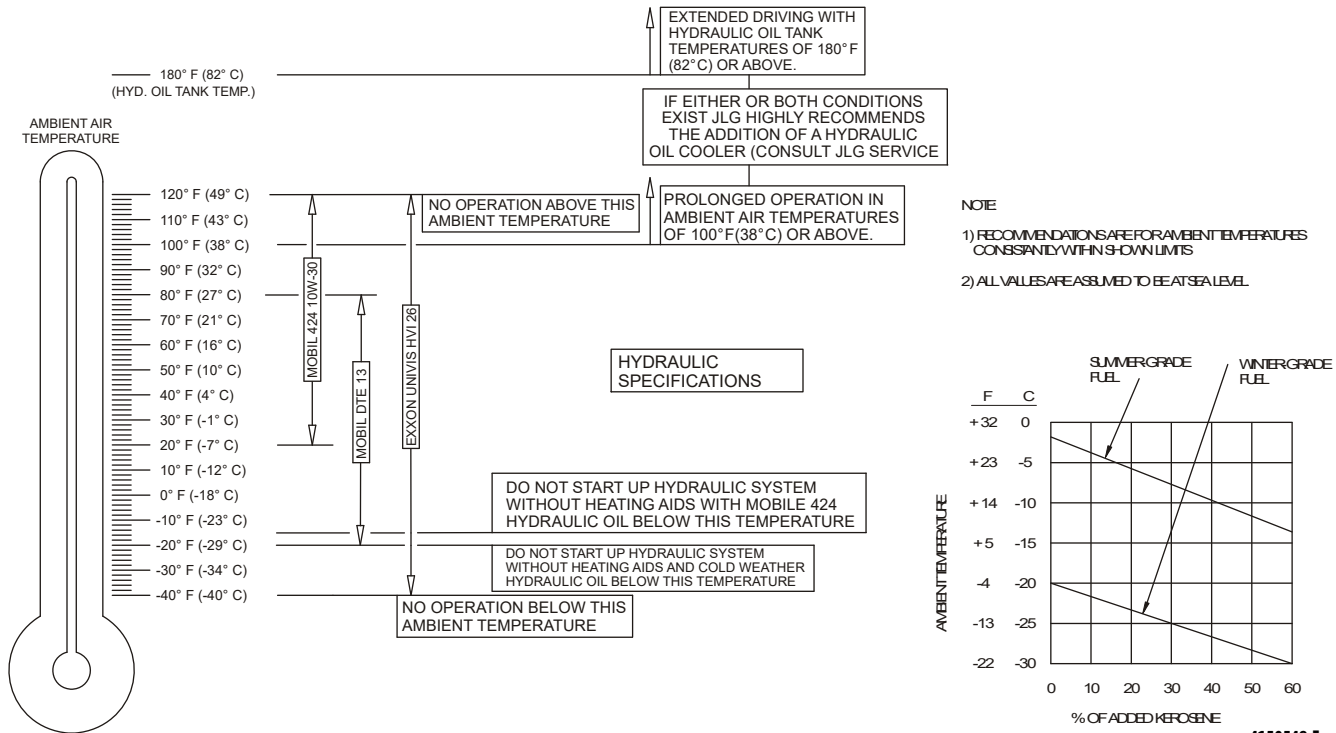 EXTENDED DRIVING WITH
HYDRAULIC OIL TANK
TEMPERATURES OF 180° F
(82°C) OR ABOVE.
180° F (82° C)
(HYD. OIL TANK TEMP.)
IF EITHER OR BOTH CONDITIONS
EXIST JLG HIGHLY RECOMMENDS
THE ADDITION OF A HYDRAULIC
OIL COOLER (CONSULT JLG SERVICE
AMBIENT AIR
TEMPERATURE
120° F (49° C)
110° F (43° C)
100° F (38° C)
90° F (32° C)
80° F (27° C)
70° F (21° C)
60° F (16° C)
50° F (10° C)
40° F (4° C)
30° F (-1° C)
20° F (-7° C)
10° F (-12° C)
0° F (-18° C)
-10° F (-23° C)
-20° F (-29° C)
-30° F (-34° C)
-40° F (-40° C)
MOBIL 424 10W-30
MOBIL DTE 13
EXXON UNIVIS HVI 26
NO OPERATION ABOVE THIS
AMBIENT TEMPERATURE
PROLONGED OPERATION IN
AMBIENT AIR TEMPERATURES
OF 100°F(38°C) OR ABOVE.
HYDRAULIC
SPECIFICATIONS
DO NOT START UP HYDRAULIC SYSTEM
WITHOUT HEATING AIDS WITH MOBILE 424
HYDRAULIC OIL BELOW THIS TEMPERATURE
DO NOT START UP HYDRAULIC SYSTEM
WITHOUT HEATING AIDS AND COLD WEATHER
HYDRAULIC OIL BELOW THIS TEMPERATURE
NO OPERATION BELOW THIS
AMBIENT TEMPERATURE
NOTE:
1) RECOMMENDATIONS ARE FOR AMBIENT TEMPERATURES
CONSISTANTLY WITHIN SHOWN LIMITS
2) ALL VALUES ARE ASSUMED TO BE AT SEA LEVEL.
SUMMER-GRADE
FUEL
WINTER-GRADE
FUEL
F C
+32 0
+23 -5
+14 -10
+5 -15
-4 -20
-13 -25
-22 -30
AMBIENT TEMPERATURE
0 10 20 30 40 50 60
% OF ADDED KEROSENE